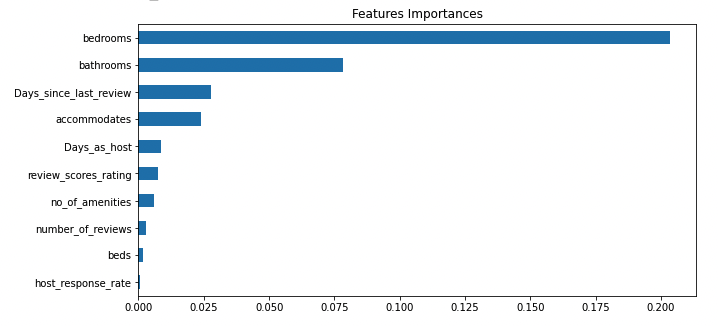 Features Importances
bedrooms
bathrooms
Days_since_last_review
accommodates
Days_as_host
review_scores_rating
no_of_amenities
number_of_reviews
beds
host_response_rate
0.000 0.025 0.050 0.075 0.100 0.125 0.150 0.175 0.200